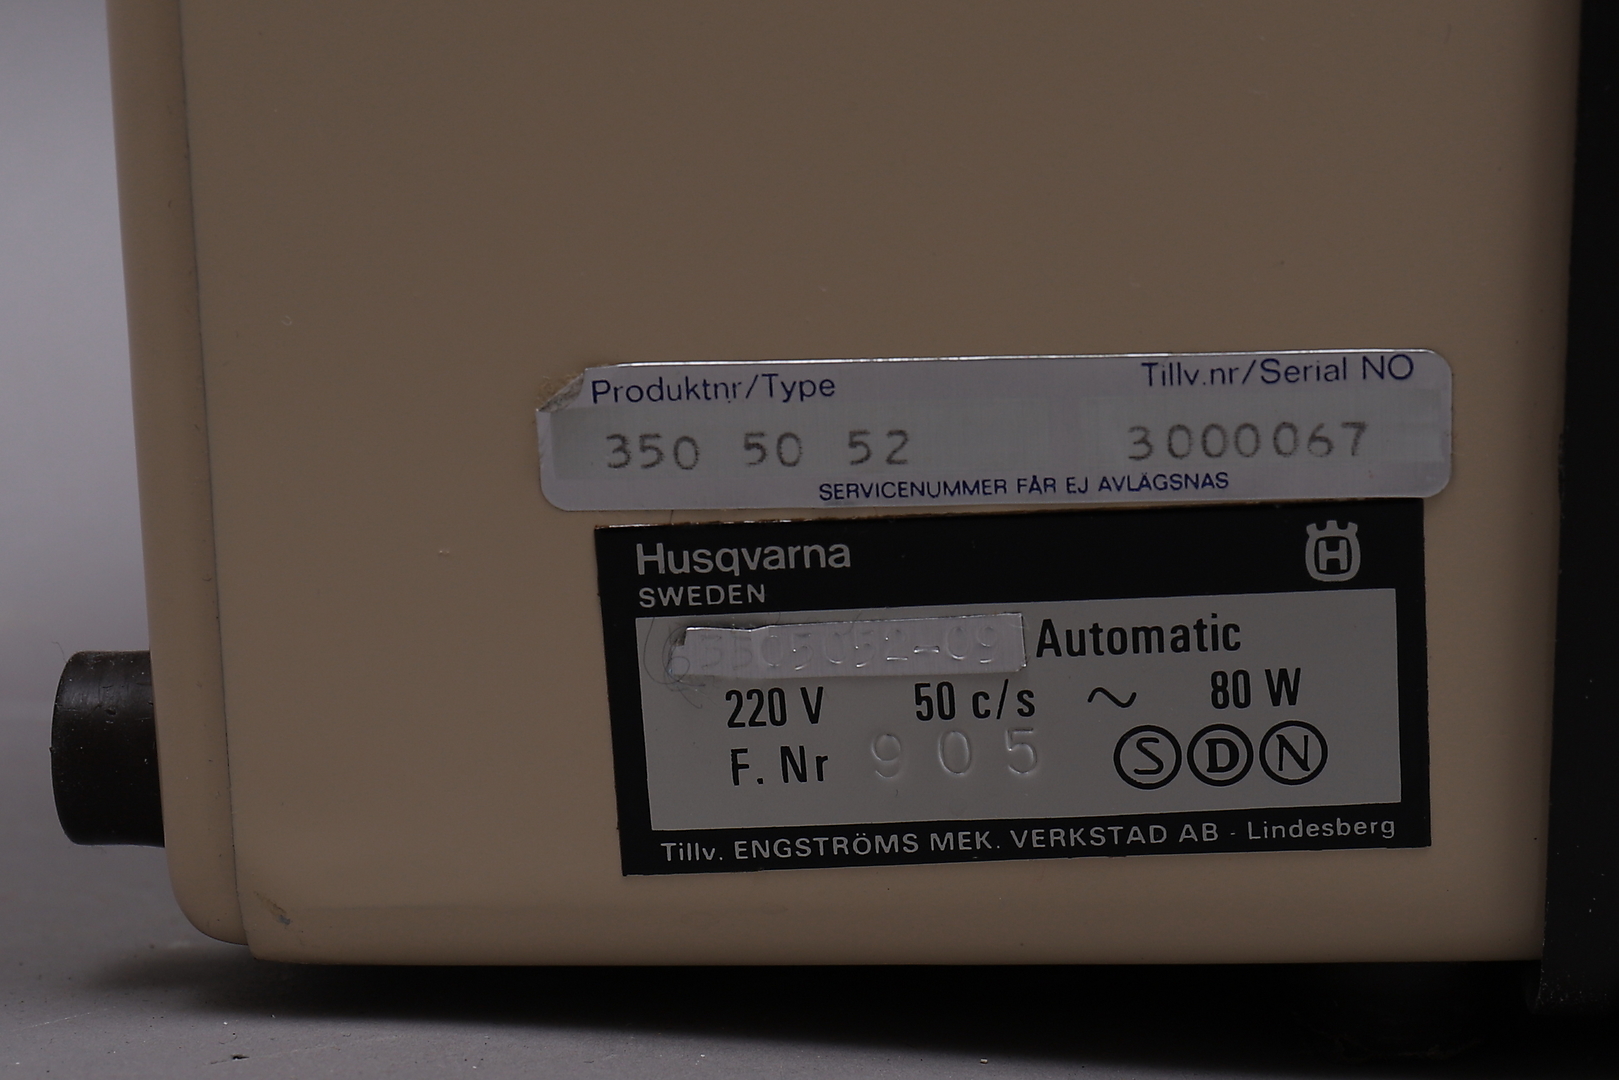 Produktnr/Type Tillv.nr/Serial NO
350 50 52 3000067
SERVICENUMMER FÅR EJ AVLÄGSNAS
Husqvarna
SWEDEN
H
Automatic
220 V 50 c/s ~ 80 W
F. Nr 905 S D N
Tillv. ENGSTRÖMS MEK. VERKSTAD AB - Lindesberg